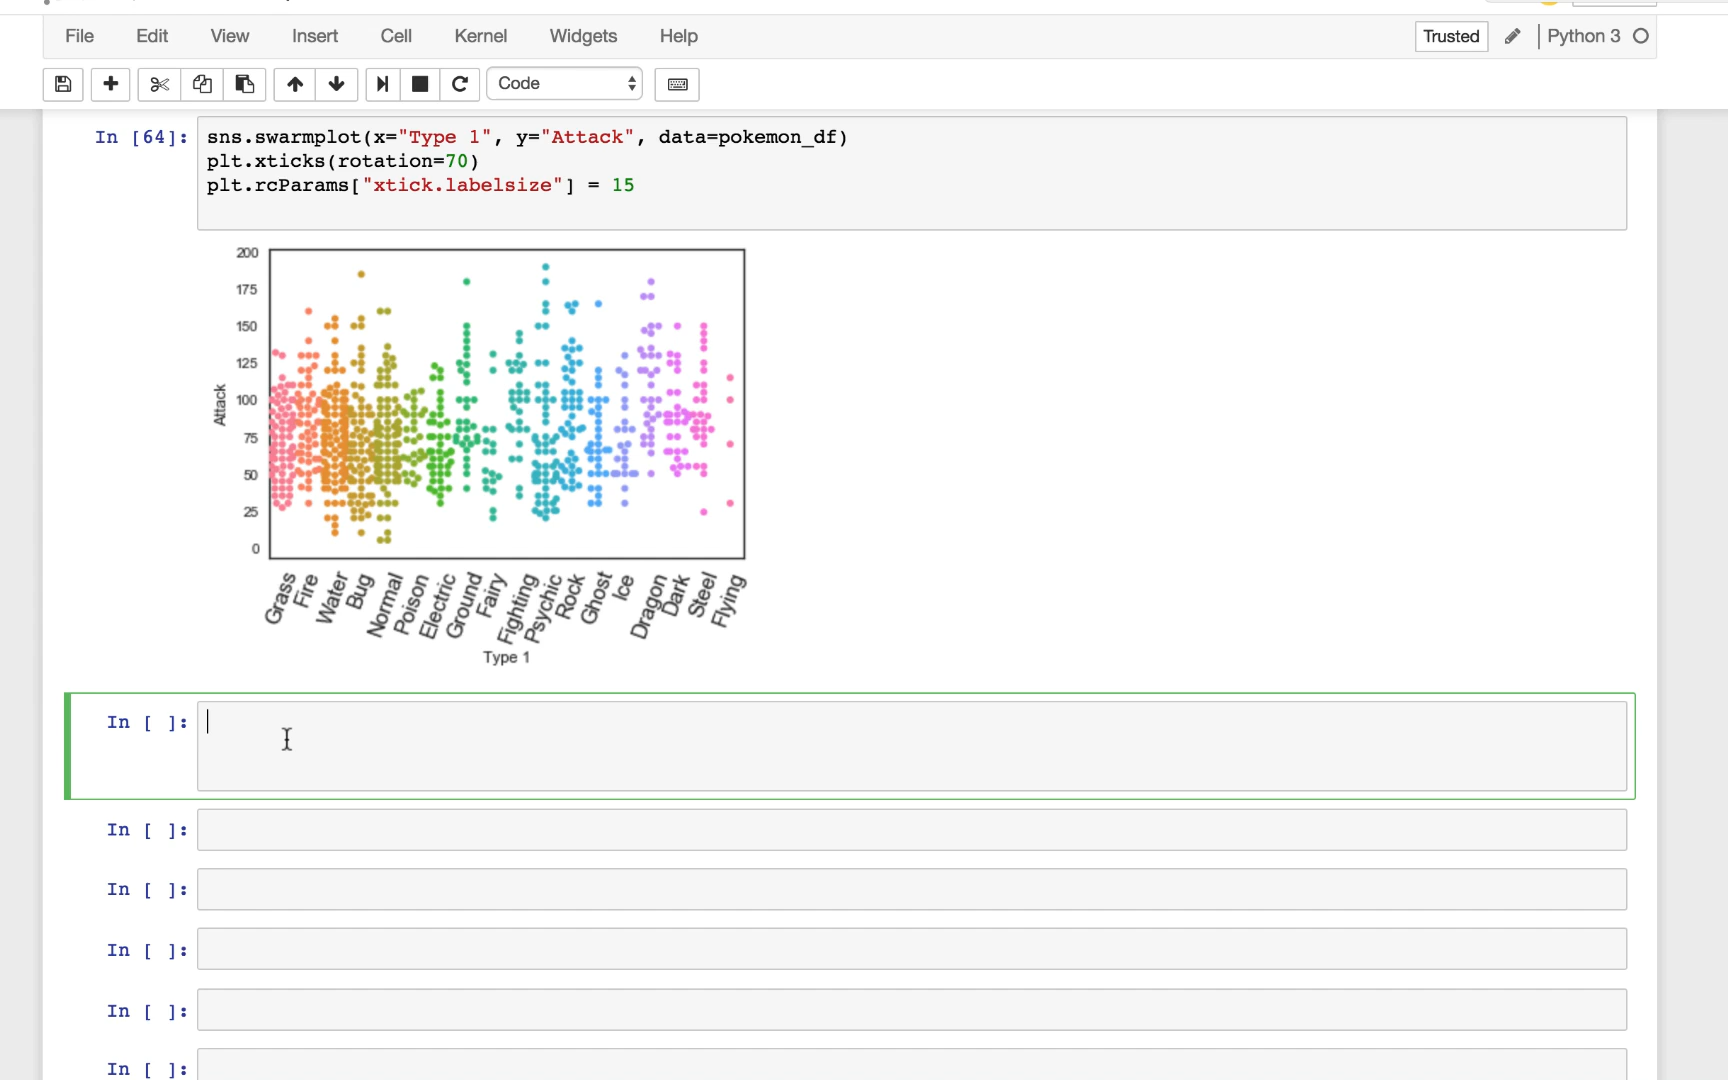 File Edit View Insert Cell Kernel Widgets Help Trusted Python 3
Code
In [64]: sns.swarmplot(x="Type 1", y="Attack", data=pokemon_df)
plt.xticks(rotation=70)
plt.rcParams["xtick.labelsize"] = 15
200
175
150
125
100
75
50
25
0
Attack
Grass Fire Water Bug Normal Poison Electric Ground Fairy Fighting Psychic Rock Ghost Ice Dragon Dark Steel Flying
Type 1
In [ ]:
In [ ]:
In [ ]:
In [ ]:
In [ ]:
In [ ]: